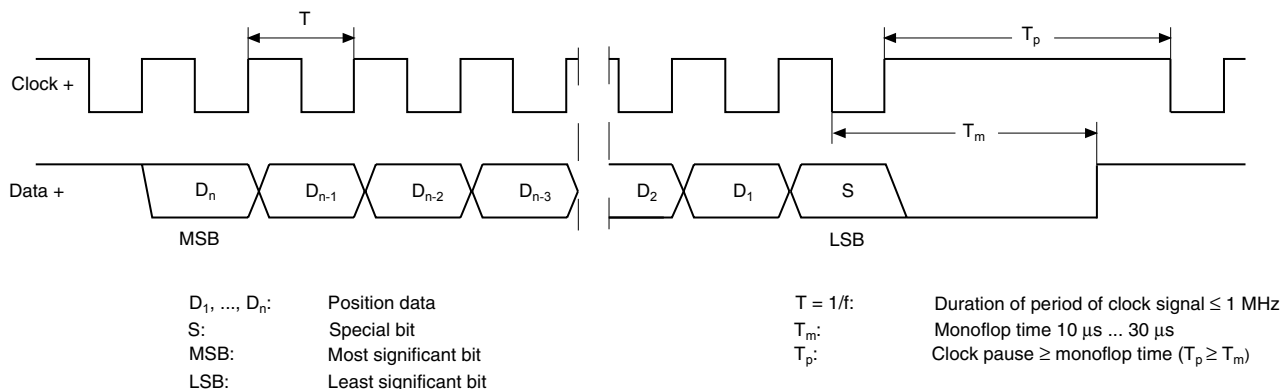 T
Tp
Clock +
Tm
Data +
Dn
Dn-1
Dn-2
Dn-3
D2
D1
S
MSB
LSB
D1, ..., Dn: Position data
S: Special bit
MSB: Most significant bit
LSB: Least significant bit
T = 1/f: Duration of period of clock signal ≤ 1 MHz
Tm: Monoflop time 10 μs ... 30 μs
Tp: Clock pause ≥ monoflop time (Tp ≥ Tm)